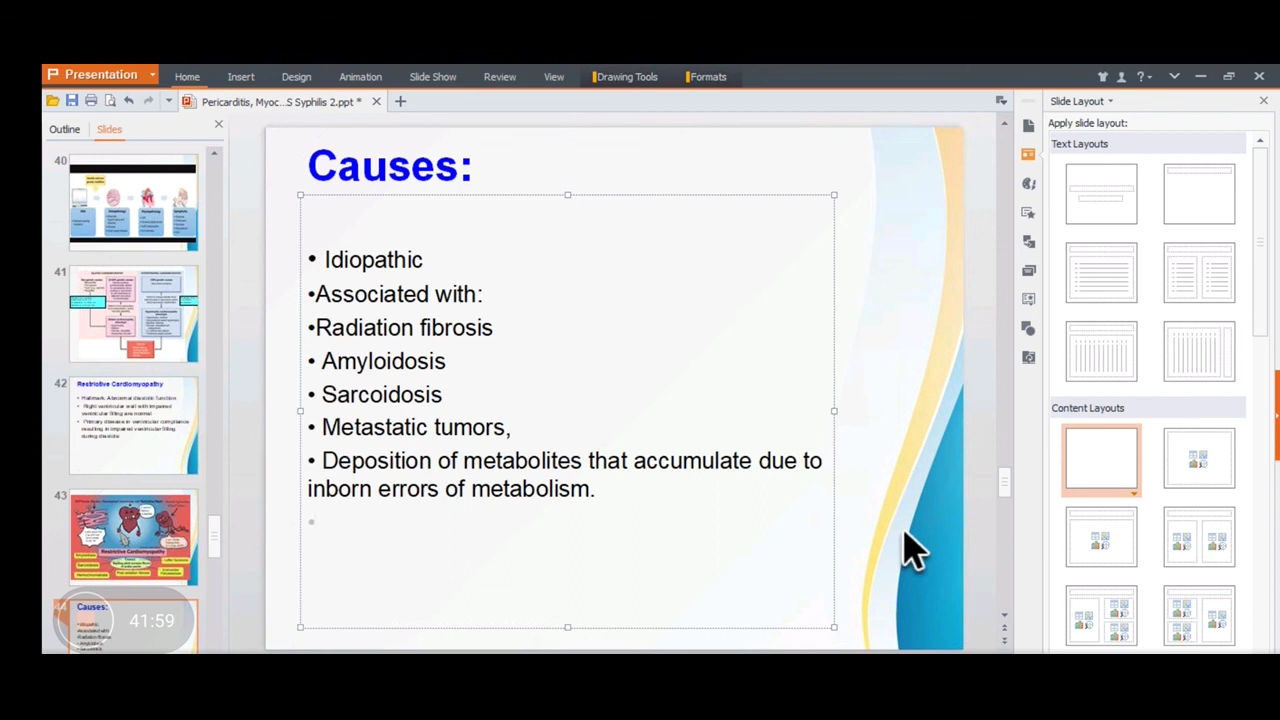 Presentation
Home Insert Design Animation Slide Show Review View Drawing Tools Formats
Pericarditis, Myoc...S Syphilis 2.ppt *
Slide Layout
Outline Slides
Apply slide layout:
Text Layouts
Content Layouts
40
41
42
Restrictive Cardiomyopathy
43
Restrictive Cardiomyopathy
44
Causes:
41:59
Causes:
• Idiopathic
•Associated with:
•Radiation fibrosis
• Amyloidosis
• Sarcoidosis
• Metastatic tumors,
• Deposition of metabolites that accumulate due to
inborn errors of metabolism.